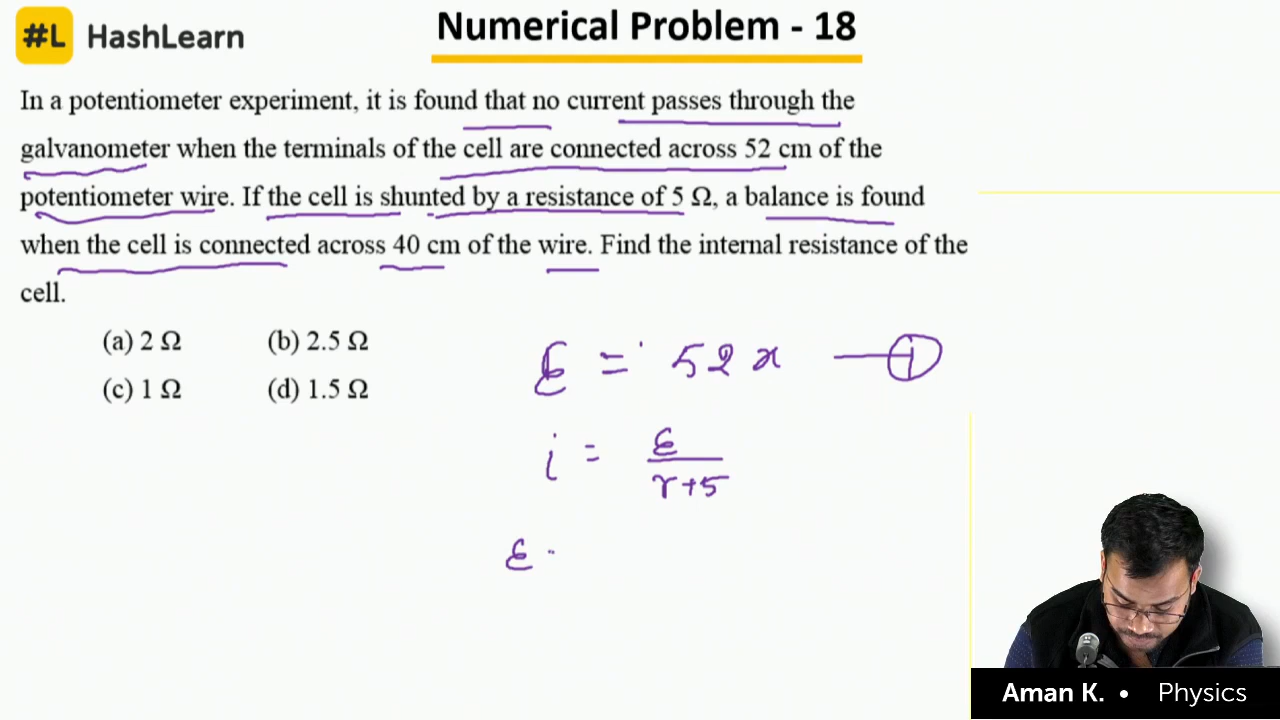 #L HashLearn
Numerical Problem - 18
In a potentiometer experiment, it is found that no current passes through the
galvanometer when the terminals of the cell are connected across 52 cm of the
potentiometer wire. If the cell is shunted by a resistance of 5 Ω, a balance is found
when the cell is connected across 40 cm of the wire. Find the internal resistance of the
cell.
(a) 2 Ω (b) 2.5 Ω
(c) 1 Ω (d) 1.5 Ω
ε = 52 x — ①
i = ε / r+5
ε -
Aman K. • Physics